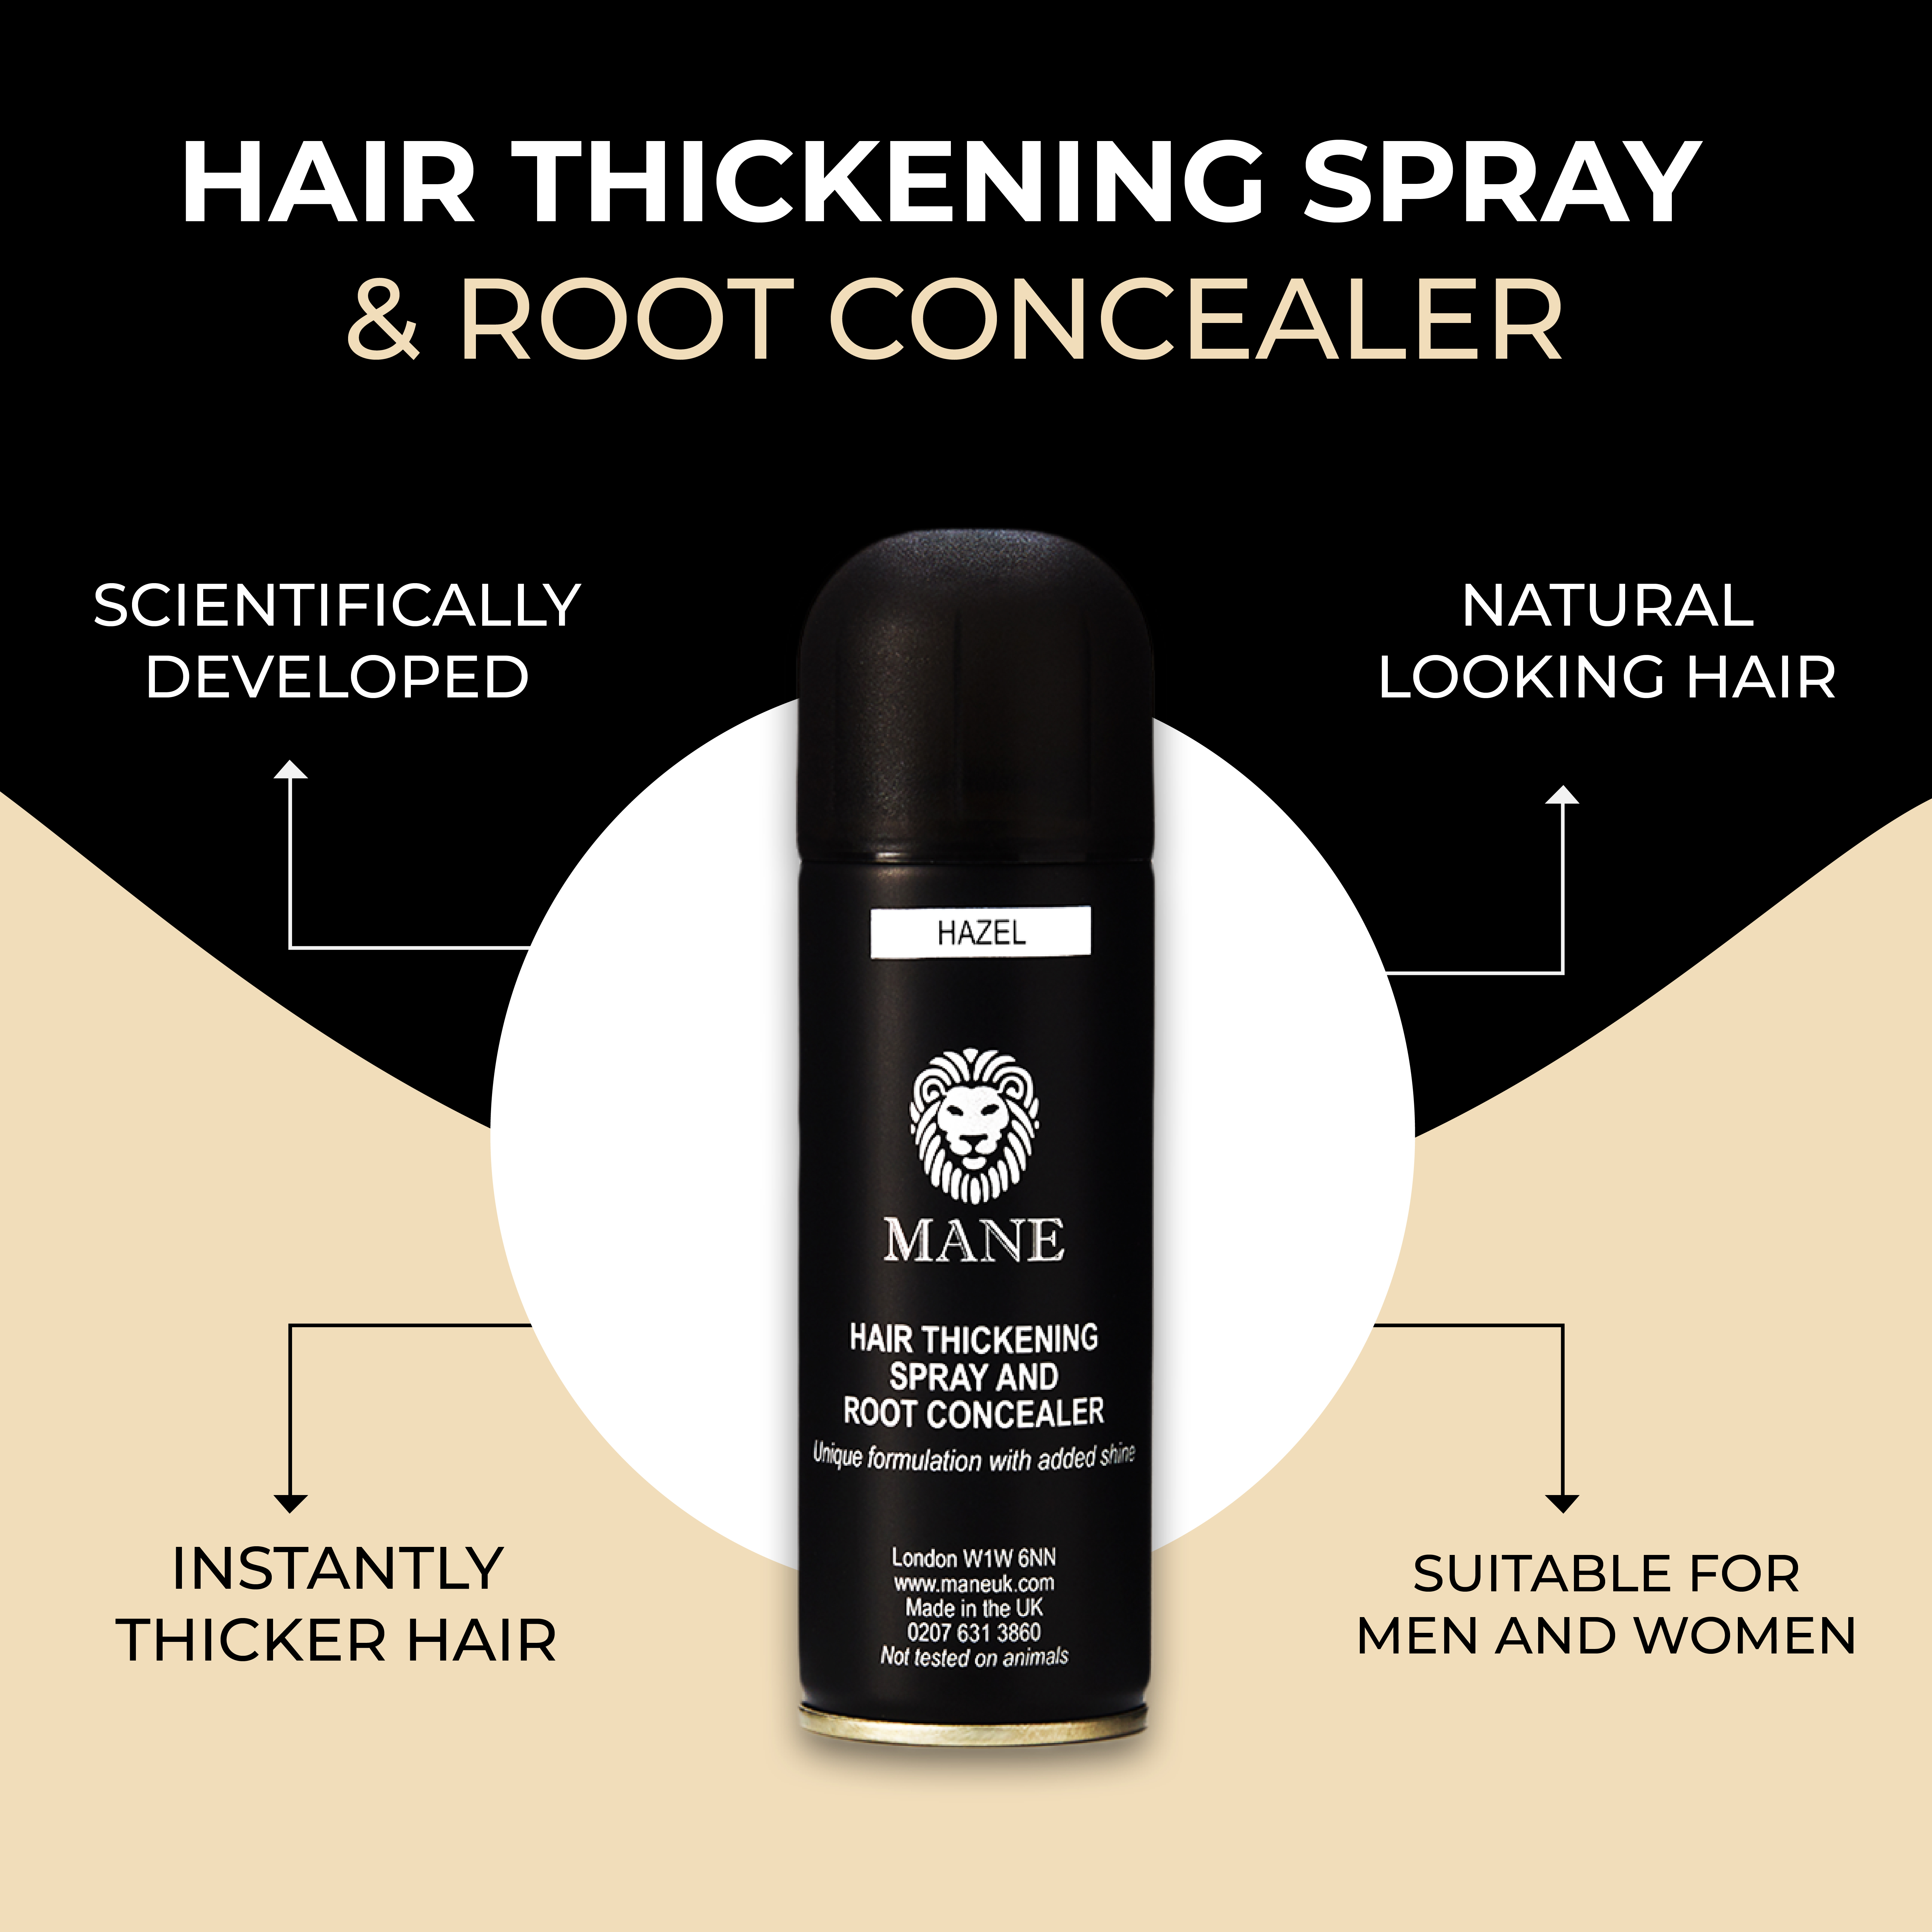 HAIR THICKENING SPRAY
& ROOT CONCEALER
SCIENTIFICALLY
DEVELOPED
NATURAL
LOOKING HAIR
HAZEL
MANE
HAIR THICKENING
SPRAY AND
ROOT CONCEALER
Unique formulation with added shine
London W1W 6NN
www.maneuk.com
Made in the UK
0207 631 3860
Not tested on animals
INSTANTLY
THICKER HAIR
SUITABLE FOR
MEN AND WOMEN